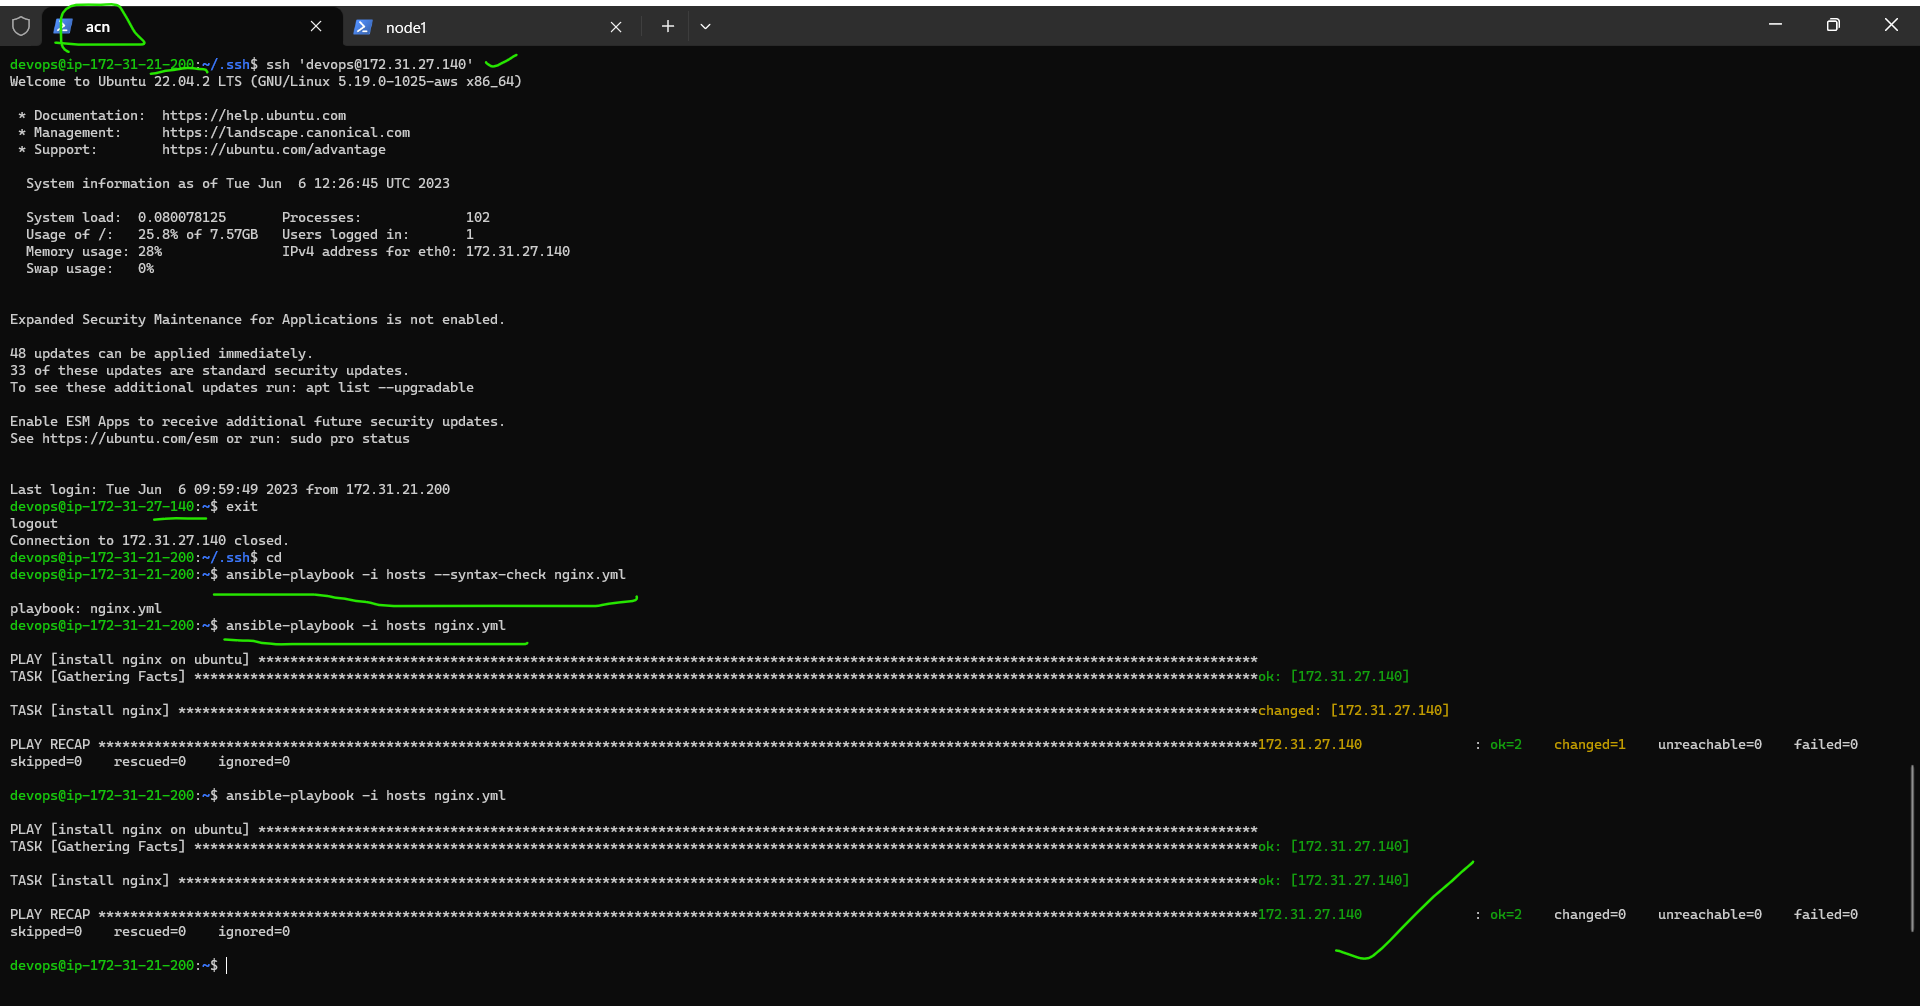 acn node1
devops@ip-172-31-21-200:~/.ssh$ ssh 'devops@172.31.27.140'
Welcome to Ubuntu 22.04.2 LTS (GNU/Linux 5.19.0-1025-aws x86_64)
* Documentation:  https://help.ubuntu.com
* Management:     https://landscape.canonical.com
* Support:        https://ubuntu.com/advantage
System information as of Tue Jun  6 12:26:45 UTC 2023
System load:  0.080078125       Processes:             102
Usage of /:   25.8% of 7.57GB   Users logged in:       1
Memory usage: 28%               IPv4 address for eth0: 172.31.27.140
Swap usage:   0%
Expanded Security Maintenance for Applications is not enabled.
48 updates can be applied immediately.
33 of these updates are standard security updates.
To see these additional updates run: apt list --upgradable
Enable ESM Apps to receive additional future security updates.
See https://ubuntu.com/esm or run: sudo pro status
Last login: Tue Jun  6 09:59:49 2023 from 172.31.21.200
devops@ip-172-31-27-140:~$ exit
logout
Connection to 172.31.27.140 closed.
devops@ip-172-31-21-200:~/.ssh$ cd
devops@ip-172-31-21-200:~$ ansible-playbook -i hosts --syntax-check nginx.yml
playbook: nginx.yml
devops@ip-172-31-21-200:~$ ansible-playbook -i hosts nginx.yml
PLAY [install nginx on ubuntu] *****************************************************************************************************************************
TASK [Gathering Facts] *************************************************************************************************************************************ok: [172.31.27.140]
TASK [install nginx] ***************************************************************************************************************************************changed: [172.31.27.140]
PLAY RECAP *************************************************************************************************************************************************172.31.27.140              : ok=2    changed=1    unreachable=0    failed=0
skipped=0    rescued=0    ignored=0
devops@ip-172-31-21-200:~$ ansible-playbook -i hosts nginx.yml
PLAY [install nginx on ubuntu] *****************************************************************************************************************************
TASK [Gathering Facts] *************************************************************************************************************************************ok: [172.31.27.140]
TASK [install nginx] ***************************************************************************************************************************************ok: [172.31.27.140]
PLAY RECAP *************************************************************************************************************************************************172.31.27.140              : ok=2    changed=0    unreachable=0    failed=0
skipped=0    rescued=0    ignored=0
devops@ip-172-31-21-200:~$